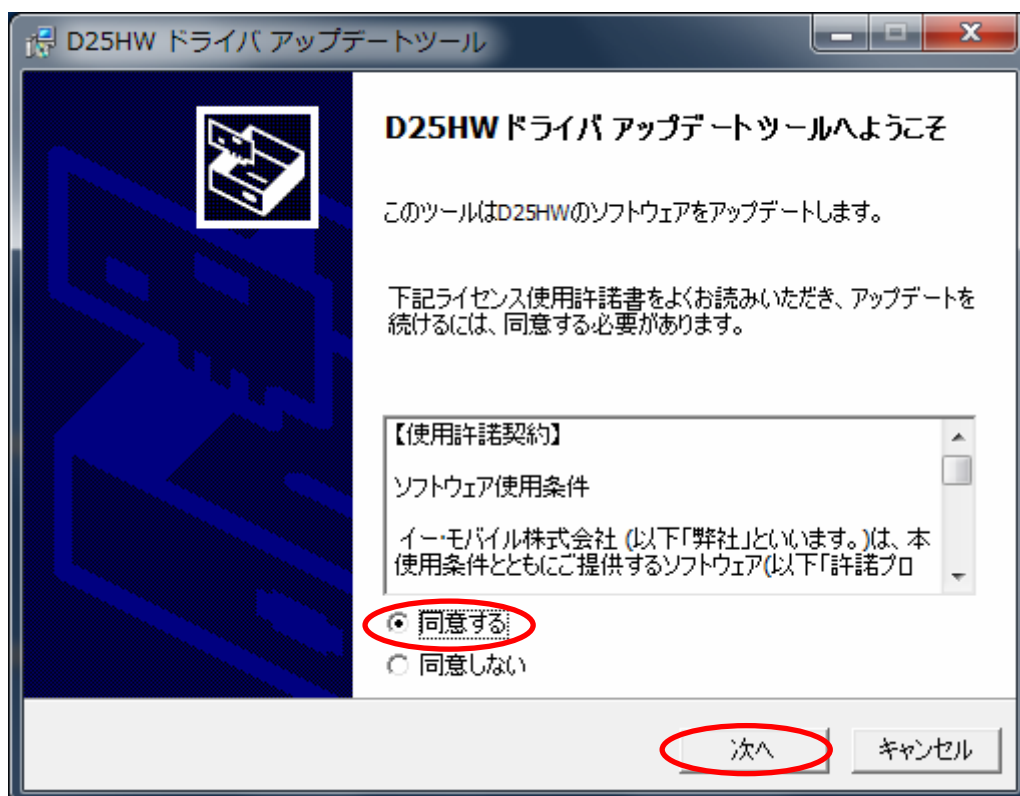 D25HW ドライバ アップデートツール
D25HWドライバ アップデートツールへようこそ
このツールはD25HWのソフトウェアをアップデートします。
下記ライセンス使用許諾書をよくお読みいただき、アップデートを
続けるには、同意する必要があります。
【使用許諾契約】
ソフトウェア使用条件
イー・モバイル株式会社 (以下「弊社」といいます。)は、本
使用条件とともにご提供するソフトウェア(以下「許諾プロ
同意する
同意しない
次へ
キャンセル